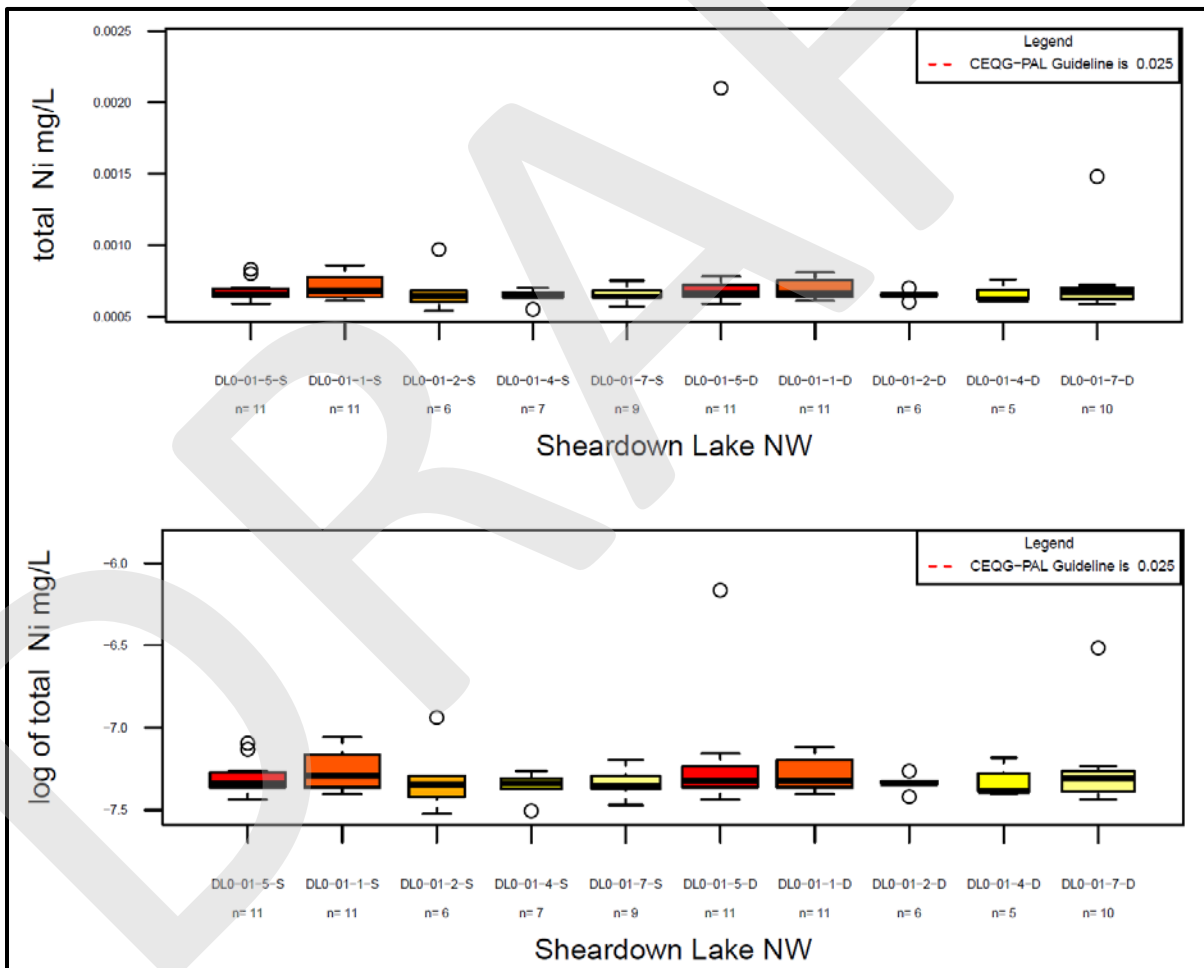 0.0025
0.0020
0.0015
0.0010
0.0005
total Ni mg/L
Legend
CEQG-PAL Guideline is 0.025
DL0-01-5-S DL0-01-1-S DL0-01-2-S DL0-01-4-S DL0-01-7-S DL0-01-5-D DL0-01-1-D DL0-01-2-D DL0-01-4-D DL0-01-7-D
n= 11 n= 11 n= 6 n= 7 n= 9 n= 11 n= 11 n= 6 n= 5 n= 10
Sheardown Lake NW
-6.0
-6.5
-7.0
-7.5
log of total Ni mg/L
Legend
CEQG-PAL Guideline is 0.025
DL0-01-5-S DL0-01-1-S DL0-01-2-S DL0-01-4-S DL0-01-7-S DL0-01-5-D DL0-01-1-D DL0-01-2-D DL0-01-4-D DL0-01-7-D
n= 11 n= 11 n= 6 n= 7 n= 9 n= 11 n= 11 n= 6 n= 5 n= 10
Sheardown Lake NW
DRAF